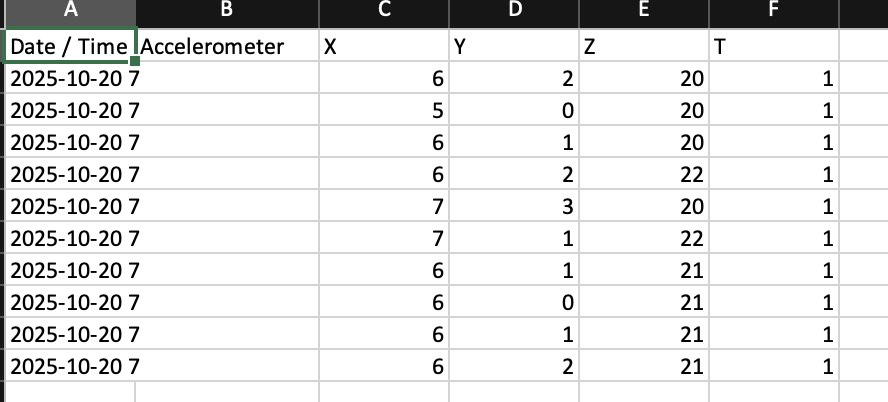 A B C D E F
Date / Time Accelerometer X Y Z T
2025-10-20 7 6 2 20 1
2025-10-20 7 5 0 20 1
2025-10-20 7 6 1 20 1
2025-10-20 7 6 2 22 1
2025-10-20 7 7 3 20 1
2025-10-20 7 7 1 22 1
2025-10-20 7 6 1 21 1
2025-10-20 7 6 0 21 1
2025-10-20 7 6 1 21 1
2025-10-20 7 6 2 21 1